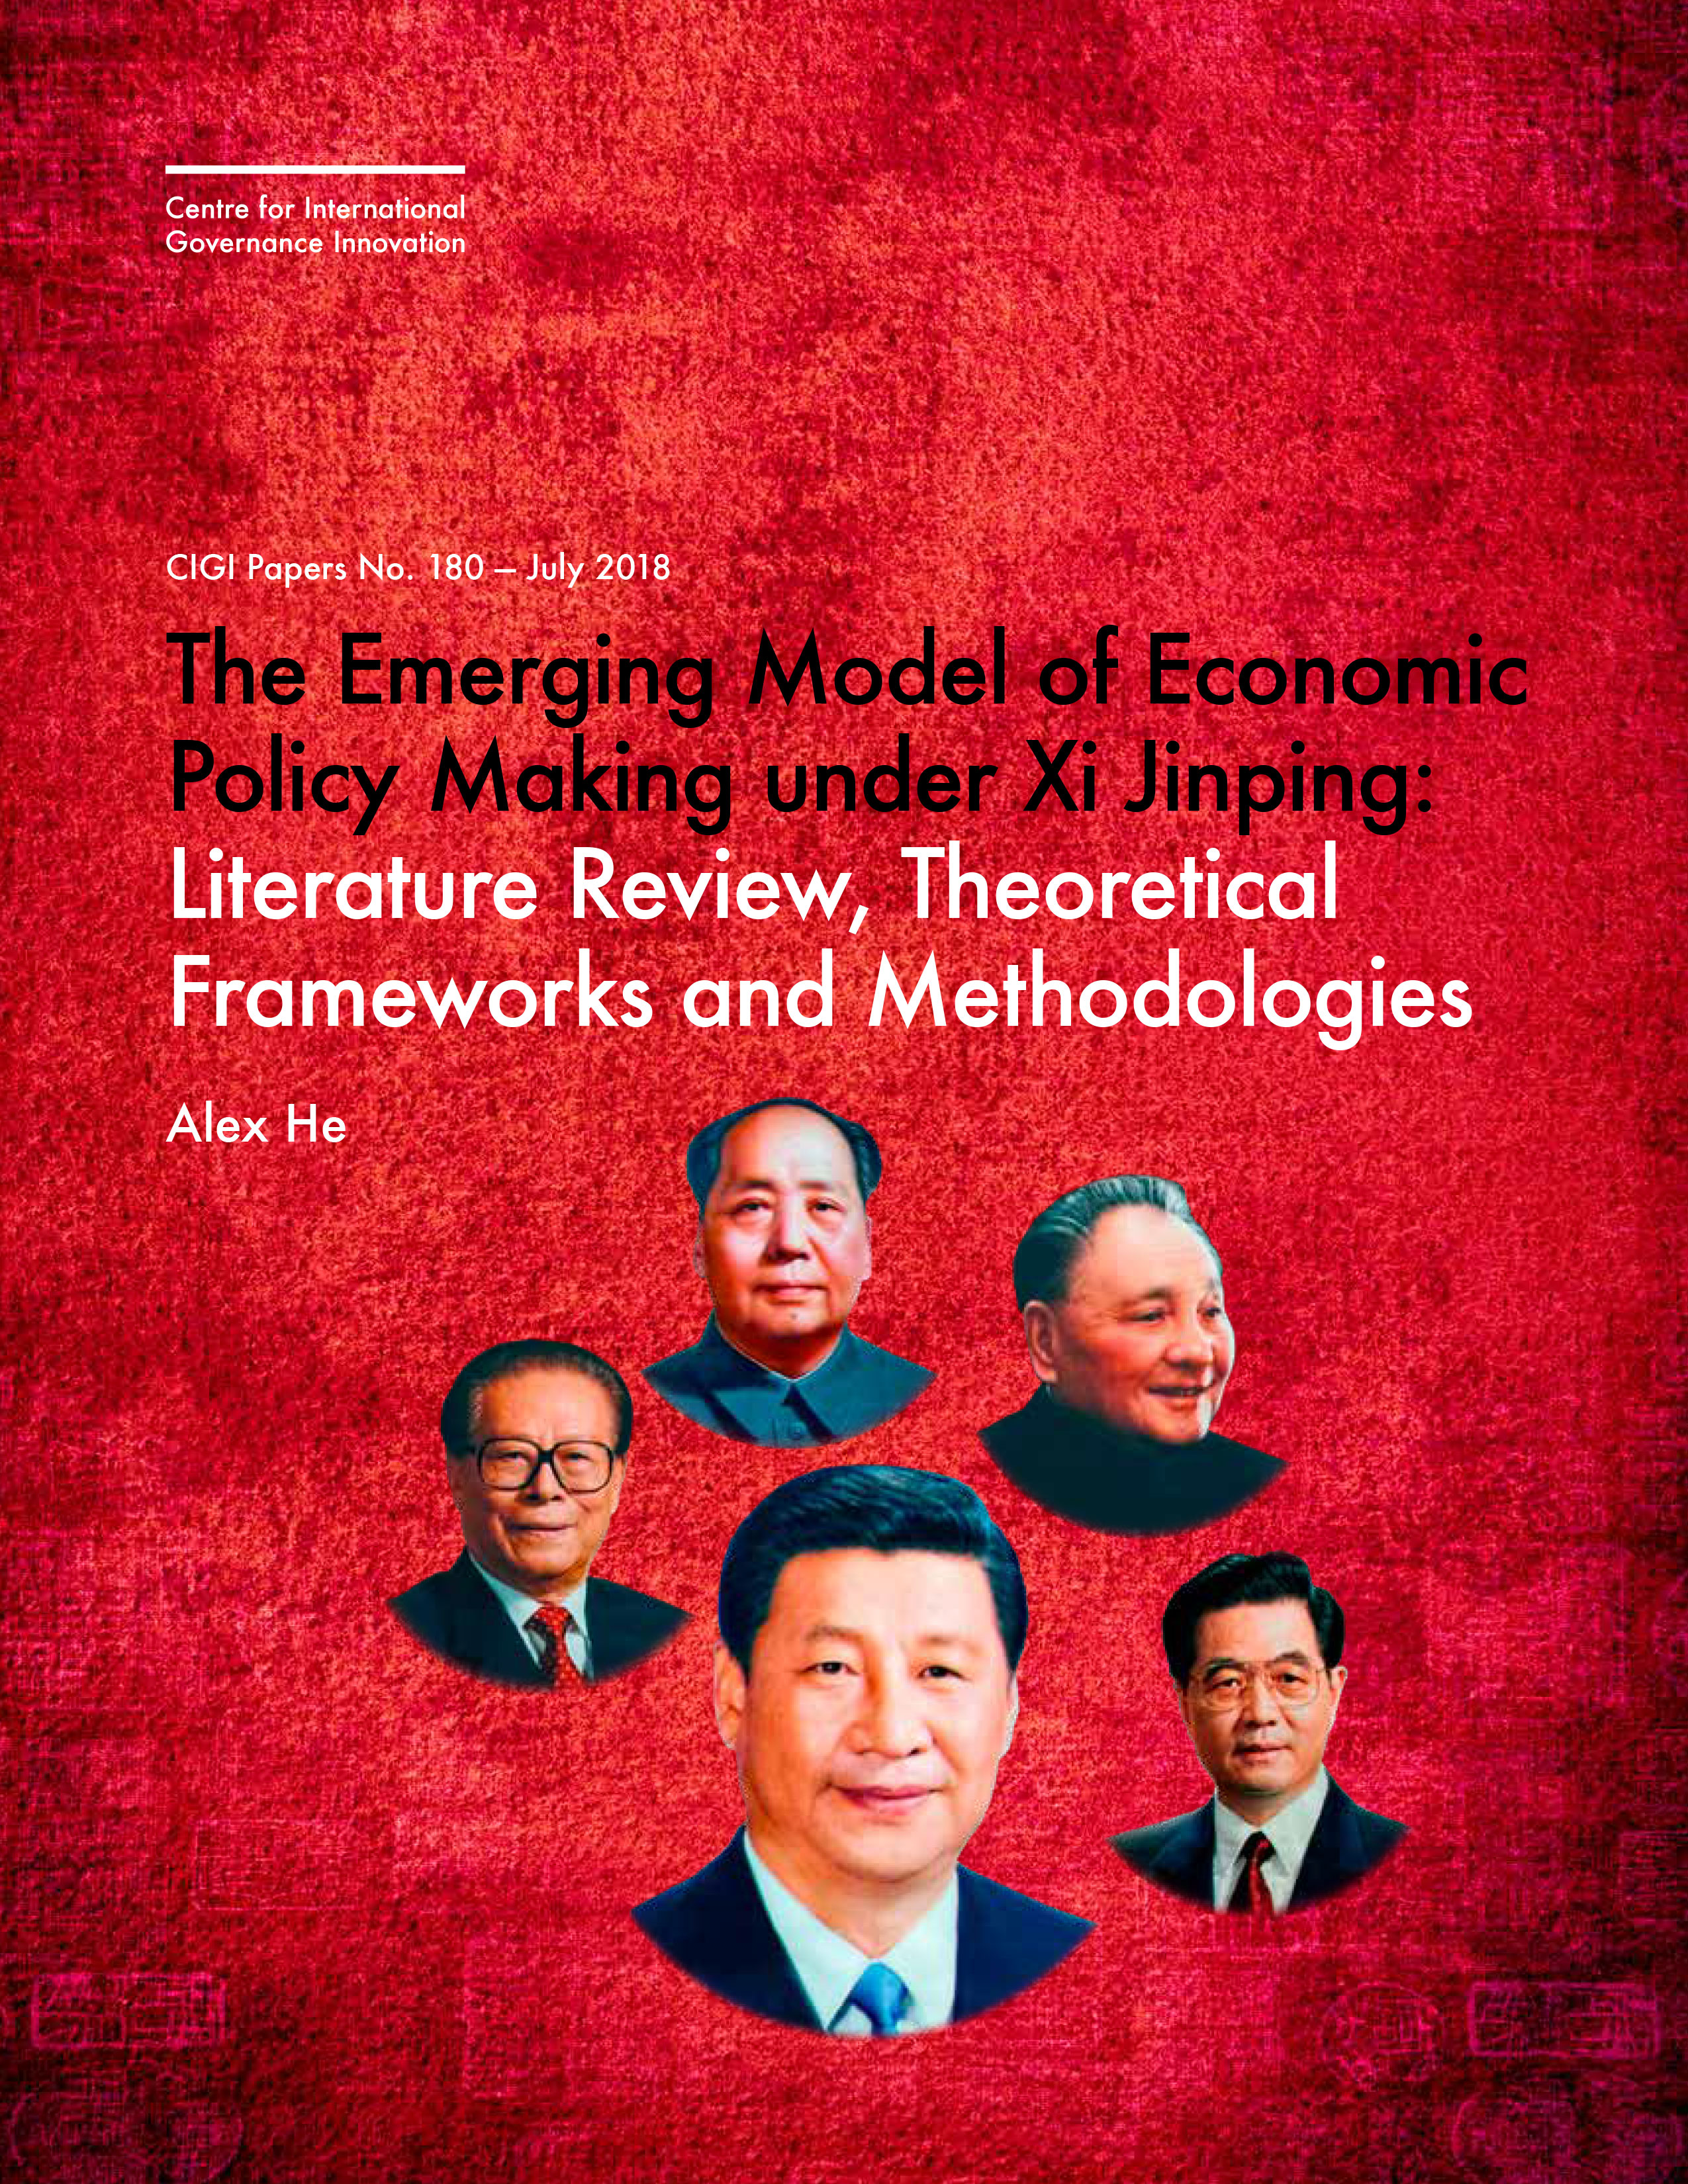 Centre for International
Governance Innovation
CIGI Papers No. 180 — July 2018
The Emerging Model of Economic
Policy Making under Xi Jinping:
Literature Review, Theoretical
Frameworks and Methodologies
Alex He